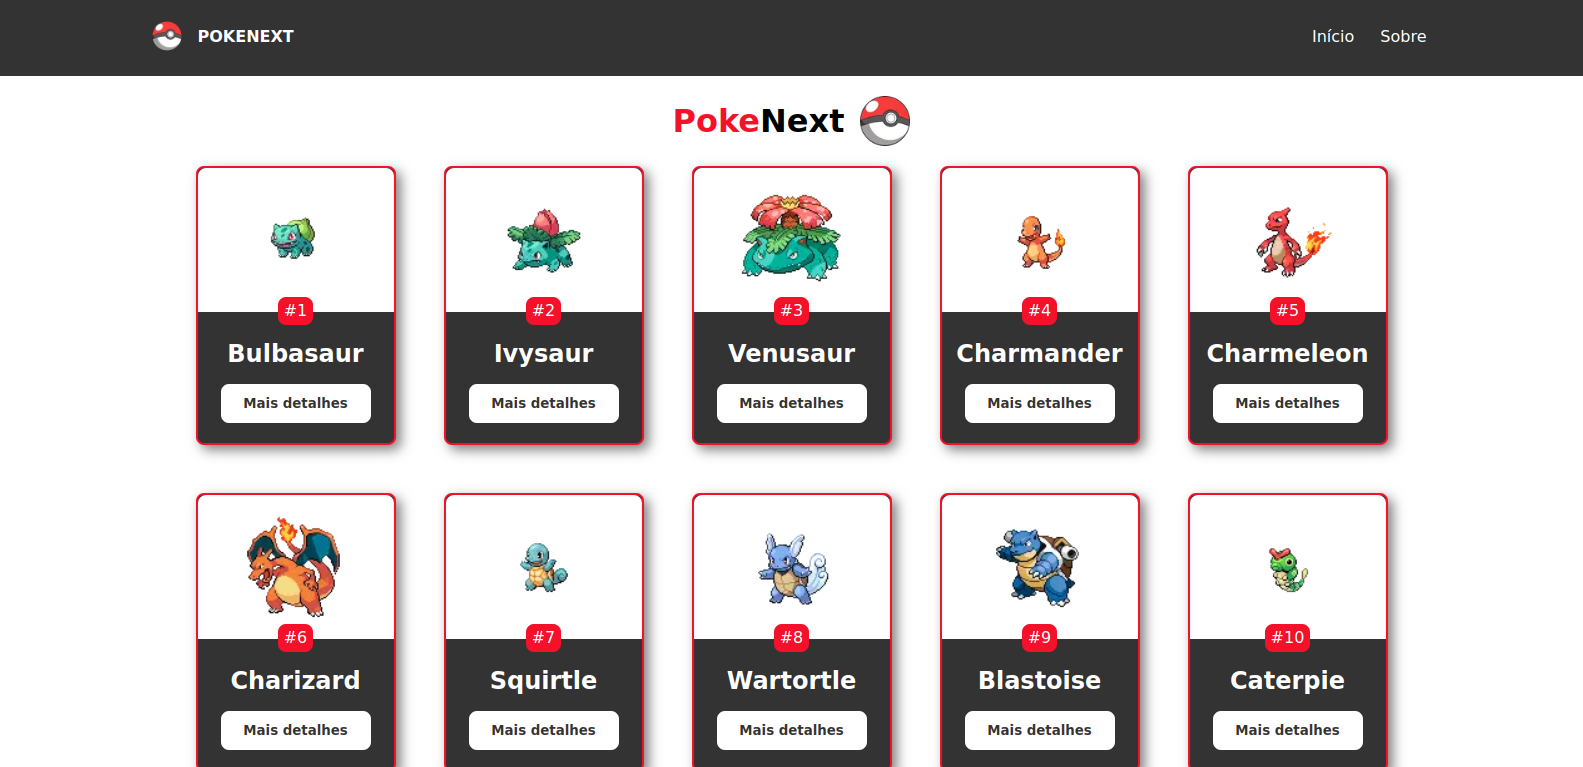 POKENEXT
Início Sobre
PokeNext
#1 #2 #3 #4 #5
Bulbasaur Ivysaur Venusaur Charmander Charmeleon
Mais detalhes Mais detalhes Mais detalhes Mais detalhes Mais detalhes
#6 #7 #8 #9 #10
Charizard Squirtle Wartortle Blastoise Caterpie
Mais detalhes Mais detalhes Mais detalhes Mais detalhes Mais detalhes